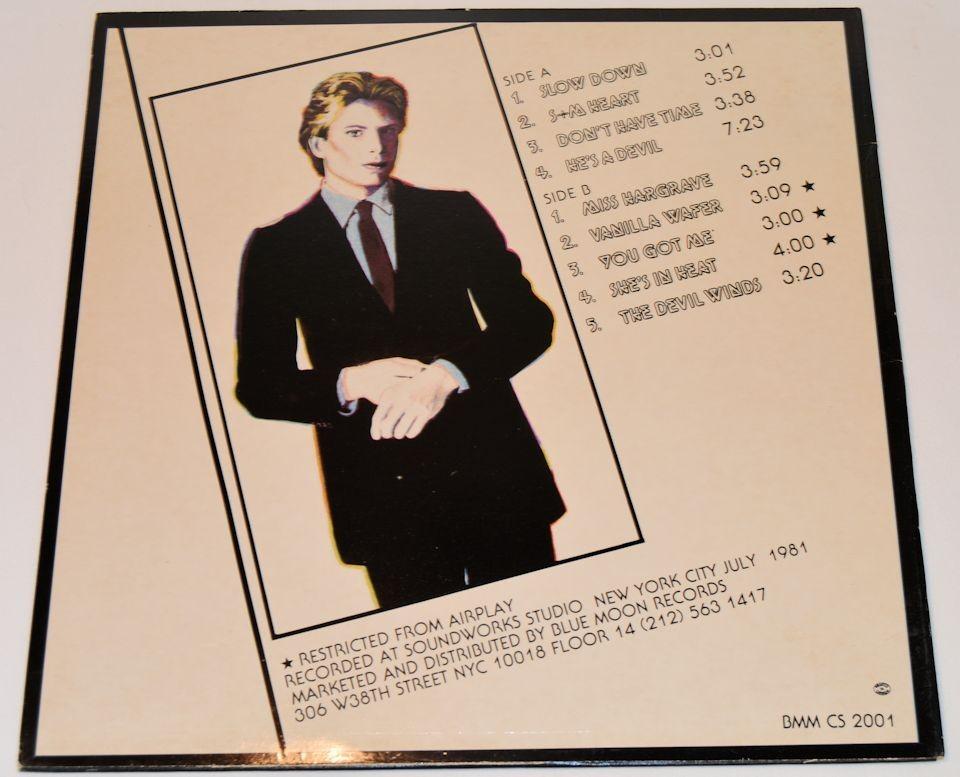 SIDE A
1. SLOW DOWN 3:01
2. S+M HEART 3:52
3. DON'T HAVE TIME 3:38
4. HE'S A DEVIL 7:23
SIDE B
1. MISS HARGRAVE 3:59
2. VANILLA WAFER 3:09 ★
3. YOU GOT ME 3:00 ★
4. SHE'S IN HEAT 4:00 ★
5. THE DEVIL WINDS 3:20
★ RESTRICTED FROM AIRPLAY
RECORDED AT SOUNDWORKS STUDIO NEW YORK CITY JULY 1981
MARKETED AND DISTRIBUTED BY BLUE MOON RECORDS
306 W38TH STREET NYC 10018 FLOOR 14 (212) 563 1417
BMM CS 2001